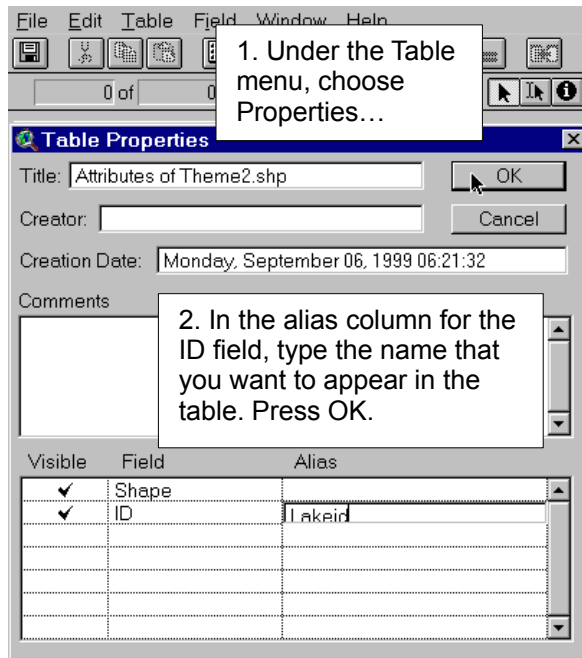 File Edit Table Field Window Help
1. Under the Table
menu, choose
Properties…
0 of 0
Table Properties
Title: Attributes of Theme2.shp OK
Creator: Cancel
Creation Date: Monday, September 06, 1999 06:21:32
Comments
2. In the alias column for the
ID field, type the name that
you want to appear in the
table. Press OK.
Visible Field Alias
Shape
ID Lakeid